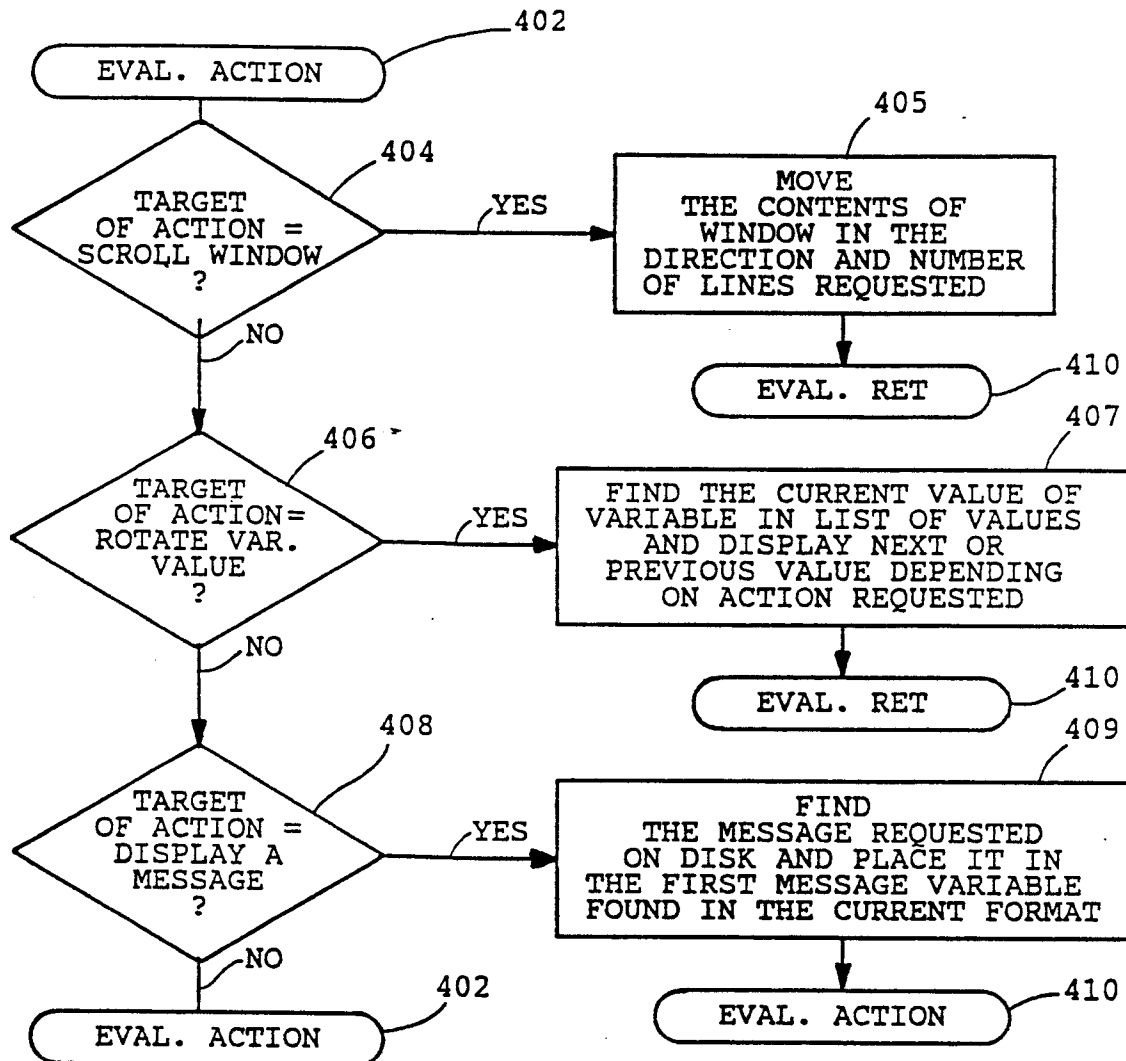 402
EVAL. ACTION
404
TARGET
OF ACTION =
SCROLL WINDOW
?
YES
405
MOVE
THE CONTENTS OF
WINDOW IN THE
DIRECTION AND NUMBER
OF LINES REQUESTED
NO
410
EVAL. RET
406
TARGET
OF ACTION=
ROTATE VAR.
VALUE
?
YES
407
FIND THE CURRENT VALUE OF
VARIABLE IN LIST OF VALUES
AND DISPLAY NEXT OR
PREVIOUS VALUE DEPENDING
ON ACTION REQUESTED
NO
410
EVAL. RET
408
TARGET
OF ACTION =
DISPLAY A
MESSAGE
?
YES
409
FIND
THE MESSAGE REQUESTED
ON DISK AND PLACE IT IN
THE FIRST MESSAGE VARIABLE
FOUND IN THE CURRENT FORMAT
NO
402
EVAL. ACTION
410
EVAL. ACTION